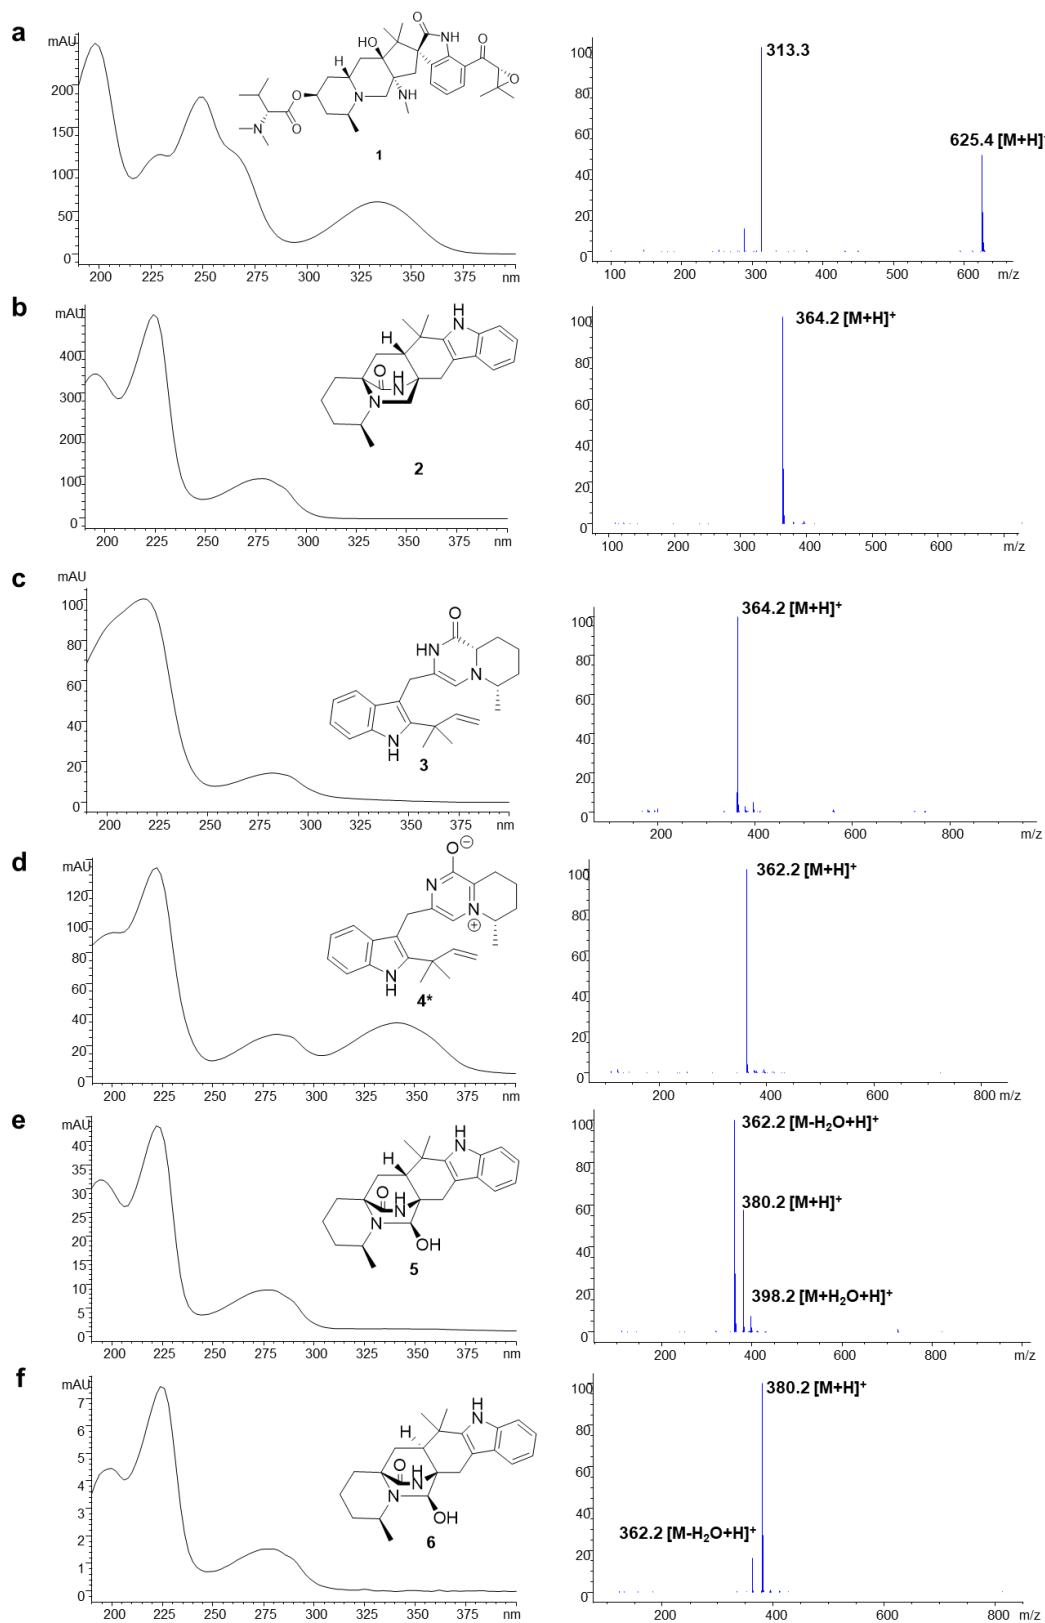 a
mAU
200
150
100
50
0
200 225 250 275 300 325 350 375 nm
O
NH
O
HO
H
O
N
NH
O
O
N
1
100
80
60
40
20
0
313.3
625.4 [M+H]
100 200 300 400 500 600 m/z
b
mAU
400
300
200
100
0
200 225 250 275 300 325 350 375 nm
H
N
H
O
H
N
N
2
100
80
60
40
20
0
364.2 [M+H]+
100 200 300 400 500 600 m/z
c
mAU
100
80
60
40
20
0
200 225 250 275 300 325 350 375 nm
O
HN
N
N
H
3
100
80
60
40
20
0
364.2 [M+H]+
200 400 600 800 m/z
d
mAU
120
100
80
60
40
20
0
200 225 250 275 300 325 350 375 nm
O⊖
N
N
⊕
N
H
4*
100
80
60
40
20
0
362.2 [M+H]+
200 400 600 800 m/z
e
mAU
40
35
30
25
20
15
10
5
0
200 225 250 275 300 325 350 375 nm
H
N
H
O
H
N
N
OH
5
100
80
60
40
20
0
362.2 [M-H2O+H]+
380.2 [M+H]+
398.2 [M+H2O+H]+
200 400 600 800 m/z
f
mAU
7
6
5
4
3
2
1
0
200 225 250 275 300 325 350 375 nm
H
N
H
O
H
N
N
OH
6
100
80
60
40
20
0
380.2 [M+H]+
362.2 [M-H2O+H]+
200 400 600 800 m/z